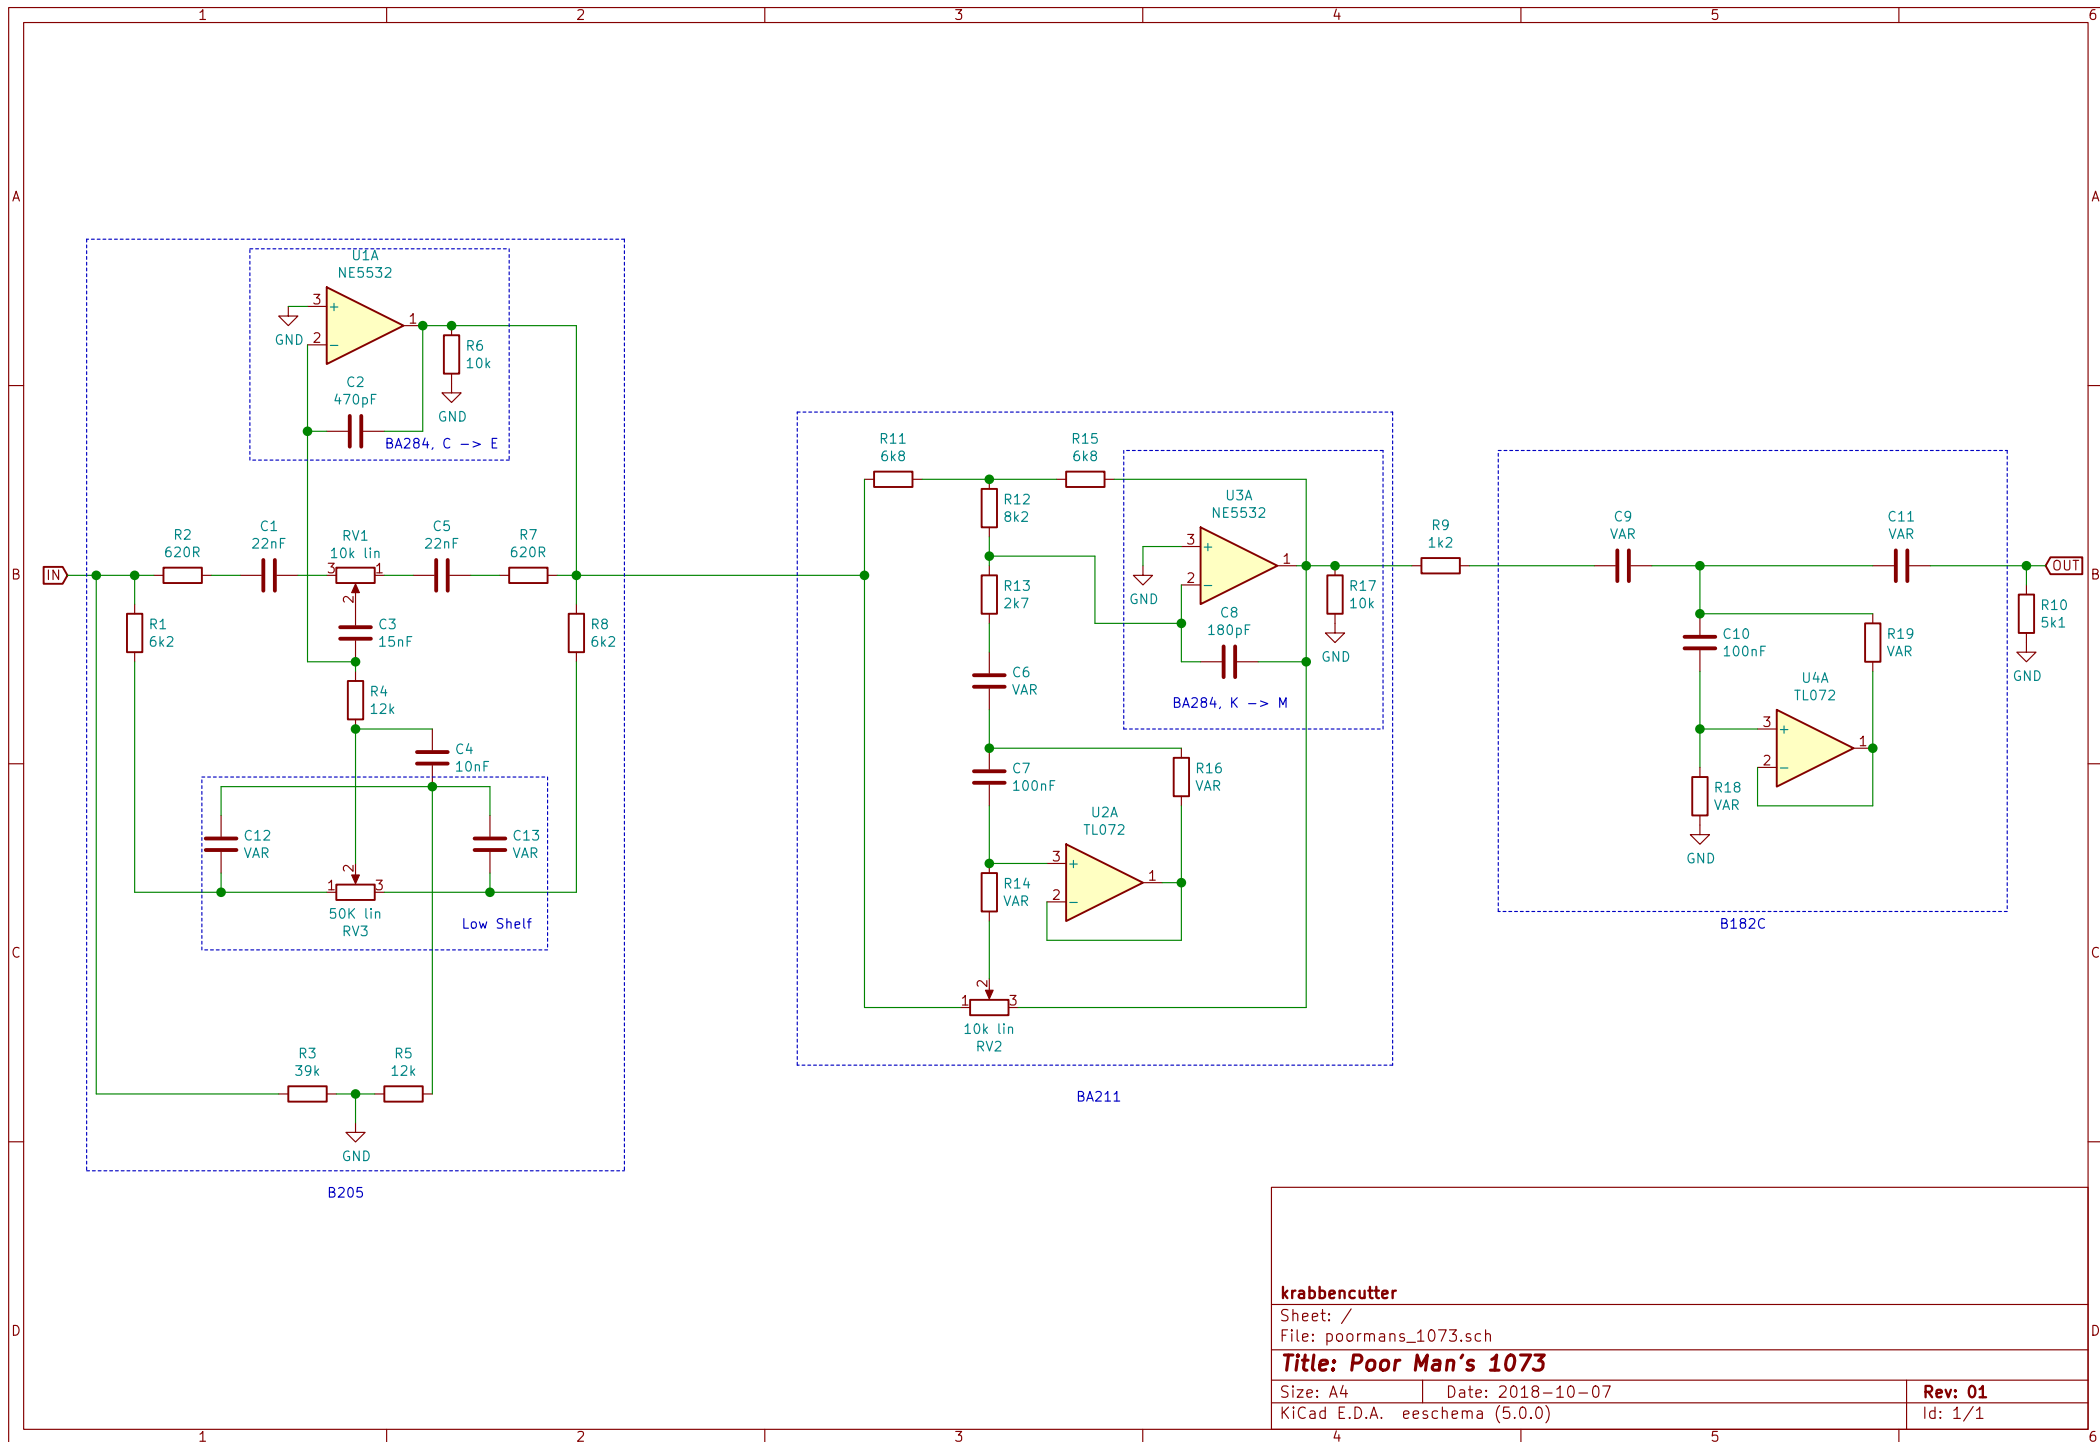 1 2 3 4 5 6
A A
U1A
NE5532
3
+
1
GND
2
−
R6
10k
C2
470pF
GND
BA284, C -> E
R2
620R
C1
22nF
RV1
10k lin
C5
22nF
R7
620R
B
IN
3
1
2
R1
6k2
C3
15nF
R8
6k2
R4
12k
C4
10nF
C12
VAR
C13
VAR
2
1
3
50K lin
RV3
Low Shelf
R3
39k
R5
12k
GND
B205
R11
6k8
R15
6k8
R12
8k2
U3A
NE5532
3
+
1
2
−
GND
R13
2k7
C8
180pF
R17
10k
GND
C6
VAR
BA284, K -> M
C7
100nF
R16
VAR
U2A
TL072
3
+
1
2
−
R14
VAR
2
1
3
10k lin
RV2
BA211
R9
1k2
C9
VAR
C11
VAR
OUT
B
R10
5k1
GND
C10
100nF
R19
VAR
U4A
TL072
3
+
1
2
−
R18
VAR
GND
B182C
C C
D D
krabbencutter
Sheet: /
File: poormans_1073.sch
Title: Poor Man's 1073
Size: A4 Date: 2018-10-07 Rev: 01
KiCad E.D.A. eeschema (5.0.0) Id: 1/1
1 2 3 4 5 6